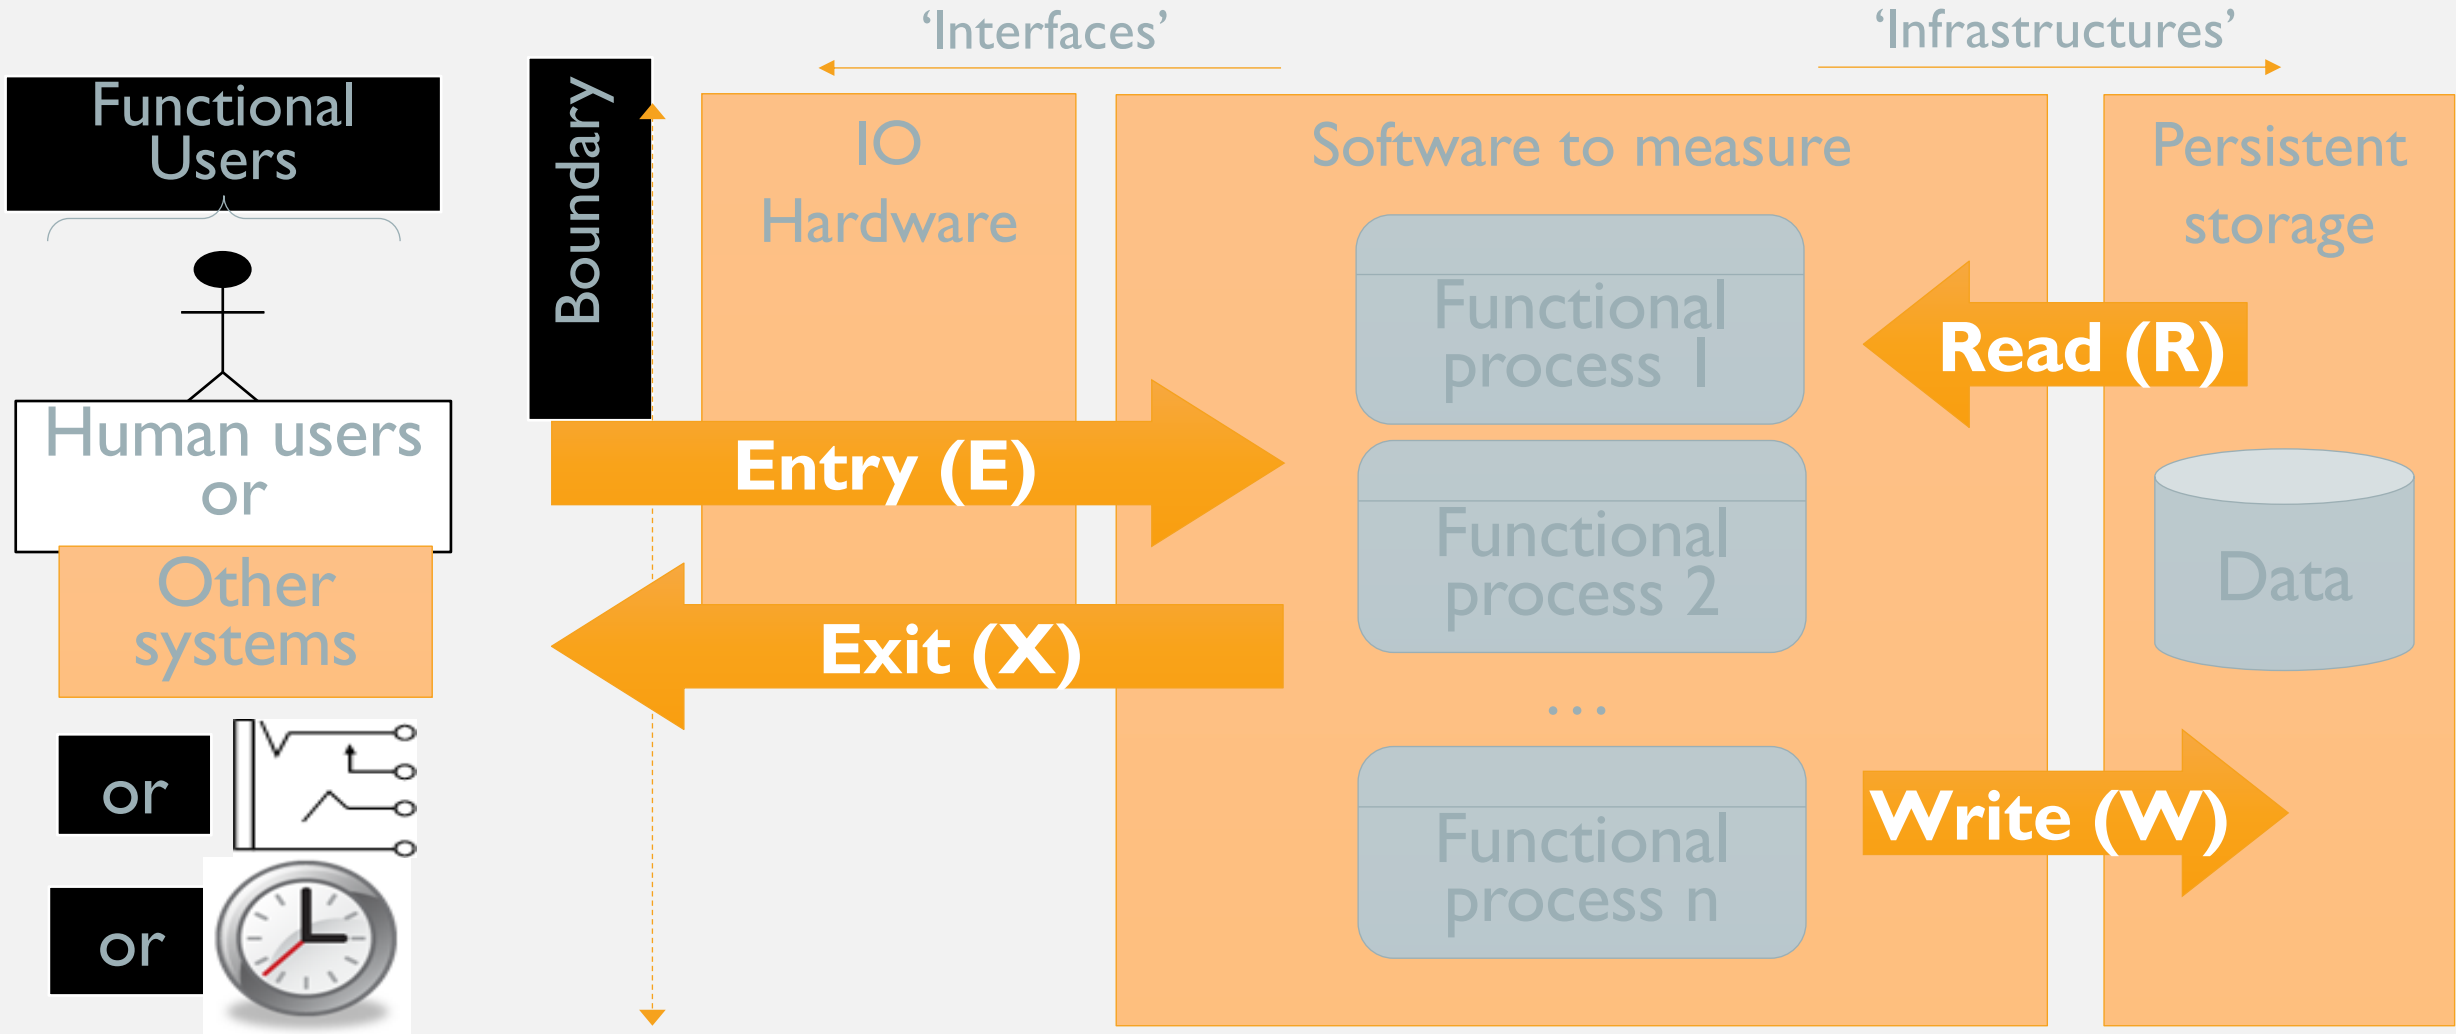 ‘Interfaces’
‘Infrastructures’
Functional
Users
Boundary
IO
Hardware
Software to measure
Persistent
storage
Functional
process 1
Read (R)
Human users
or
Entry (E)
Functional
process 2
Data
Other
systems
Exit (X)
...
or
Write (W)
Functional
process n
or